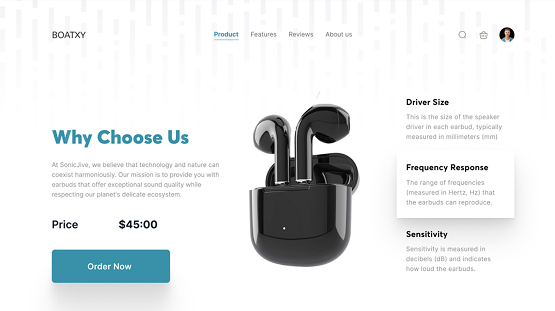 BOATXY
Product Features Reviews About us
Why Choose Us
At SonicJive, we believe that technology and nature can
coexist harmoniously. Our mission is to provide you with
earbuds that offer exceptional sound quality while
respecting our planet's delicate ecosystem.
Price $45:00
Order Now
Driver Size
This is the size of the speaker
driver in each earbud, typically
measured in millimeters (mm)
Frequency Response
The range of frequencies
(measured in Hertz, Hz) that
the earbuds can reproduce.
Sensitivity
Sensitivity is measured in
decibels (dB) and indicates
how loud the earbuds.